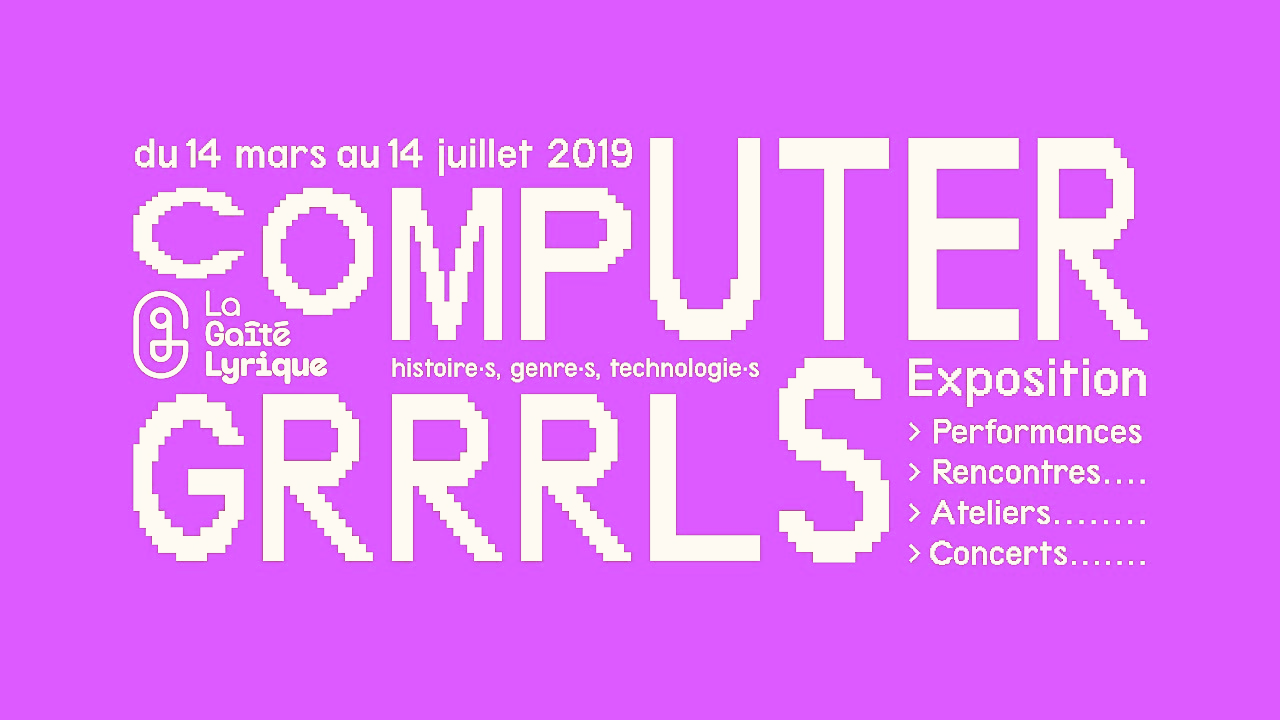 du 14 mars au 14 juillet 2019
COMPUTER
La
Gaîté
Lyrique
histoire·s, genre·s, technologie·s
GRRRLS
Exposition
> Performances
> Rencontres....
> Ateliers........
> Concerts.......